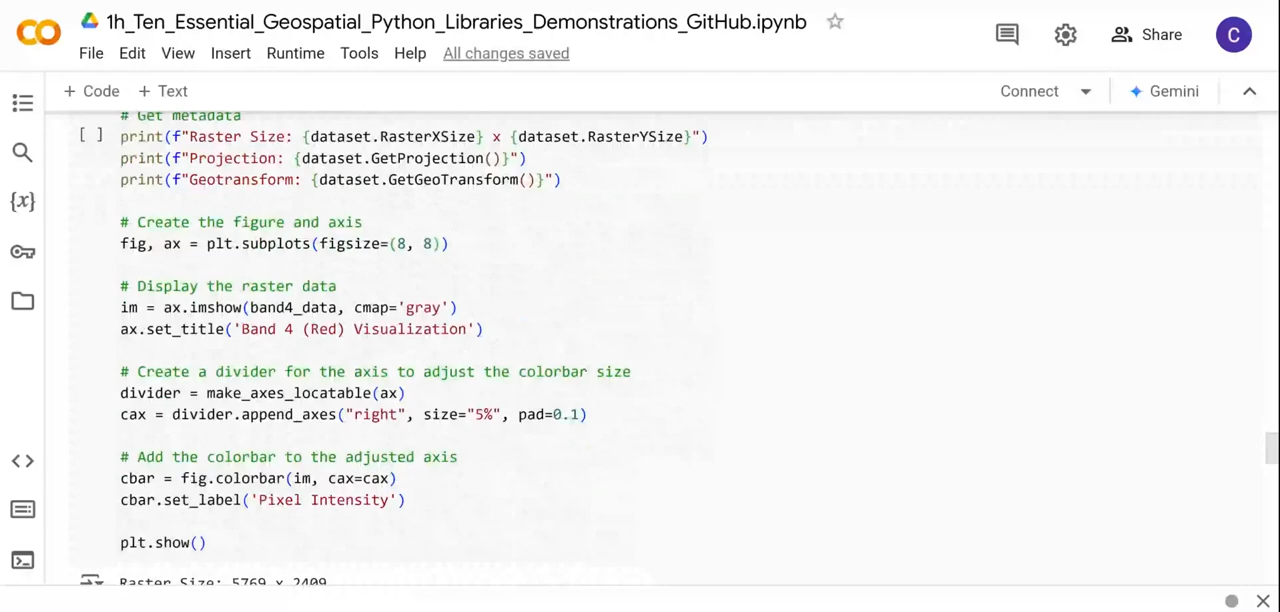 1h_Ten_Essential_Geospatial_Python_Libraries_Demonstrations_GitHub.ipynb
File Edit View Insert Runtime Tools Help All changes saved
Share
C
+ Code + Text
Connect
Gemini
# Get metadata
[ ] print(f"Raster Size: {dataset.RasterXSize} x {dataset.RasterYSize}")
print(f"Projection: {dataset.GetProjection()}")
print(f"Geotransform: {dataset.GetGeoTransform()}")
# Create the figure and axis
fig, ax = plt.subplots(figsize=(8, 8))
# Display the raster data
im = ax.imshow(band4_data, cmap='gray')
ax.set_title('Band 4 (Red) Visualization')
# Create a divider for the axis to adjust the colorbar size
divider = make_axes_locatable(ax)
cax = divider.append_axes("right", size="5%", pad=0.1)
# Add the colorbar to the adjusted axis
cbar = fig.colorbar(im, cax=cax)
cbar.set_label('Pixel Intensity')
plt.show()
Raster Size: 5769 x 2409